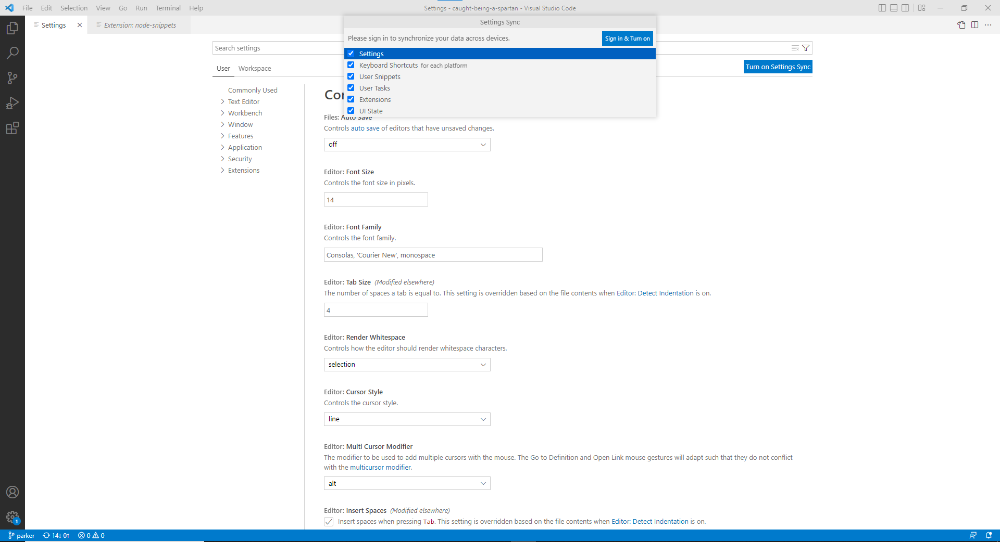 File Edit Selection View Go Run Terminal Help
Settings - caught-being-a-spartan - Visual Studio Code
Settings
Extension: node-snippets
Settings Sync
Please sign in to synchronize your data across devices.
Sign in & Turn on
Settings
Keyboard Shortcuts for each platform
User Snippets
User Tasks
Extensions
UI State
Search settings
User Workspace
Turn on Settings Sync
Commonly Used
Text Editor
Workbench
Window
Features
Application
Security
Extensions
Files: Auto Save
Controls auto save of editors that have unsaved changes.
off
Editor: Font Size
Controls the font size in pixels.
14
Editor: Font Family
Controls the font family.
Consolas, 'Courier New', monospace
Editor: Tab Size (Modified elsewhere)
The number of spaces a tab is equal to. This setting is overridden based on the file contents when Editor: Detect Indentation is on.
4
Editor: Render Whitespace
Controls how the editor should render whitespace characters.
selection
Editor: Cursor Style
Controls the cursor style.
line
Editor: Multi Cursor Modifier
The modifier to be used to add multiple cursors with the mouse. The Go to Definition and Open Link mouse gestures will adapt such that they do not conflict
with the multicursor modifier.
alt
Editor: Insert Spaces (Modified elsewhere)
Insert spaces when pressing Tab. This setting is overridden based on the file contents when Editor: Detect Indentation is on.
1
parker 14↓ 0↑ 0 0